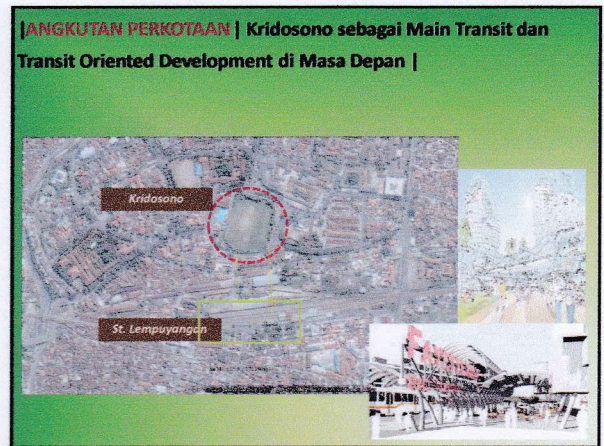 |ANGKUTAN PERKOTAAN| Kridosono sebagai Main Transit dan
Transit Oriented Development di Masa Depan |
Kridosono
St. Lempuyangan